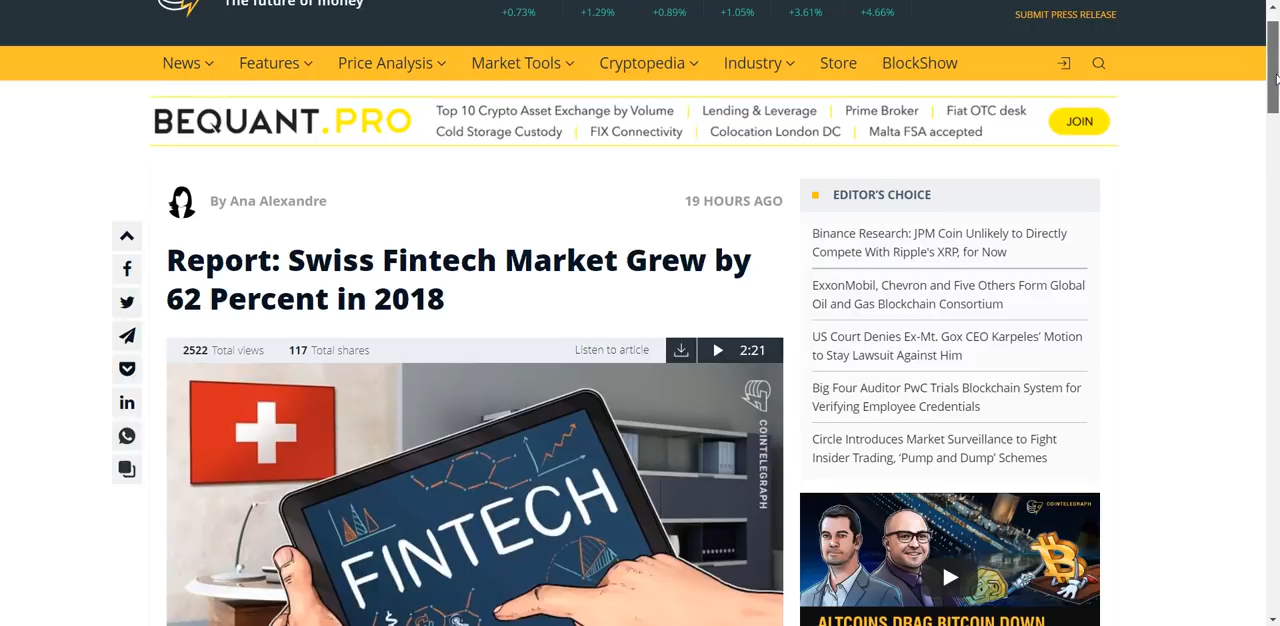 The future of money
+0.73%
+1.29%
+0.89%
+1.05%
+3.61%
+4.66%
SUBMIT PRESS RELEASE
News
Features
Price Analysis
Market Tools
Cryptopedia
Industry
Store
BlockShow
BEQUANT.PRO
Top 10 Crypto Asset Exchange by Volume
Lending & Leverage
Prime Broker
Fiat OTC desk
Cold Storage Custody
FIX Connectivity
Colocation London DC
Malta FSA accepted
JOIN
By Ana Alexandre
19 HOURS AGO
Report: Swiss Fintech Market Grew by
62 Percent in 2018
2522 Total views
117 Total shares
Listen to article
2:21
COINTELEGRAPH
FINTECH
EDITOR'S CHOICE
Binance Research: JPM Coin Unlikely to Directly
Compete With Ripple's XRP, for Now
ExxonMobil, Chevron and Five Others Form Global
Oil and Gas Blockchain Consortium
US Court Denies Ex-Mt. Gox CEO Karpeles’ Motion
to Stay Lawsuit Against Him
Big Four Auditor PwC Trials Blockchain System for
Verifying Employee Credentials
Circle Introduces Market Surveillance to Fight
Insider Trading, ‘Pump and Dump’ Schemes
COINTELEGRAPH
ALTCOINS DRAG BITCOIN DOWN